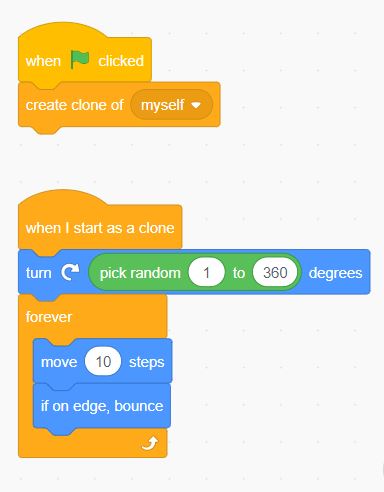 when clicked
create clone of myself
when I start as a clone
turn pick random 1 to 360 degrees
forever
move 10 steps
if on edge, bounce